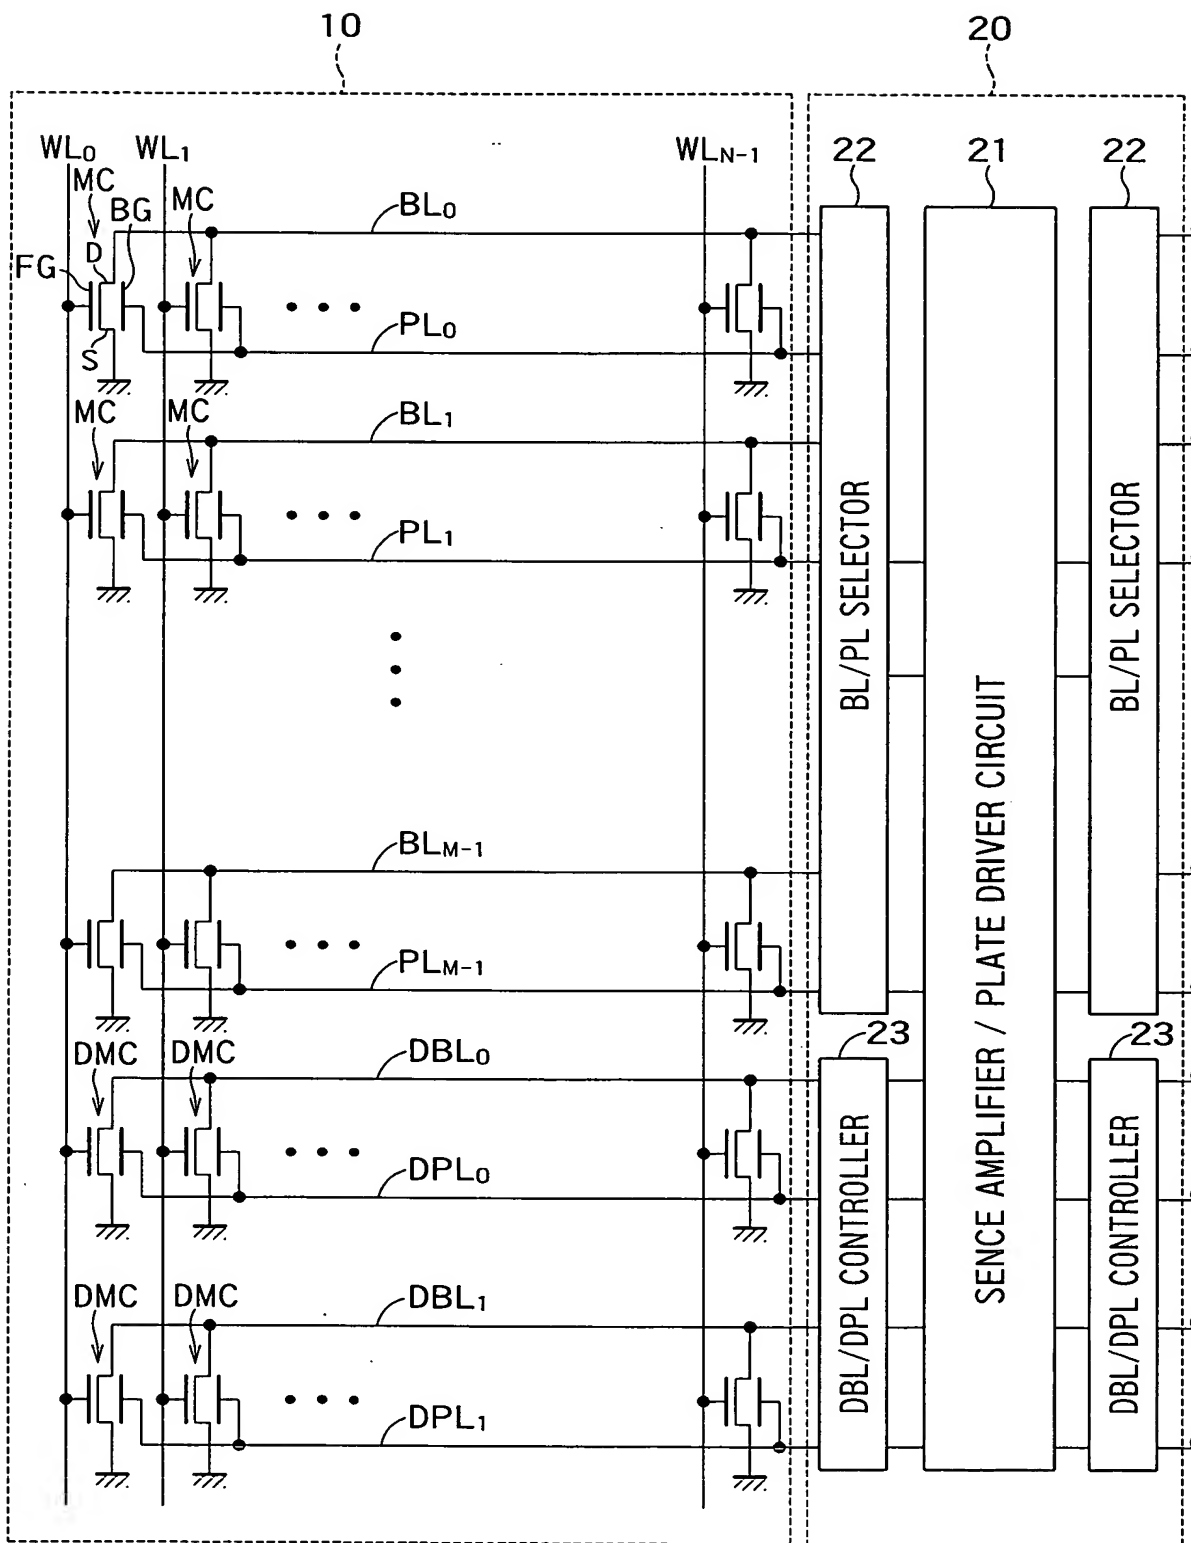 10
20
WL0 WL1 WLN-1 22 21 22
MC BG MC BL0
FG D
PL0
S
MC MC BL1
PL1
BL/PL SELECTOR
SENCE AMPLIFIER / PLATE DRIVER CIRCUIT
BL/PL SELECTOR
BLM-1
PLM-1
DMC DMC DBL0 23 23
DPL0
DBL/DPL CONTROLLER
DBL/DPL CONTROLLER
DMC DMC DBL1
DPL1